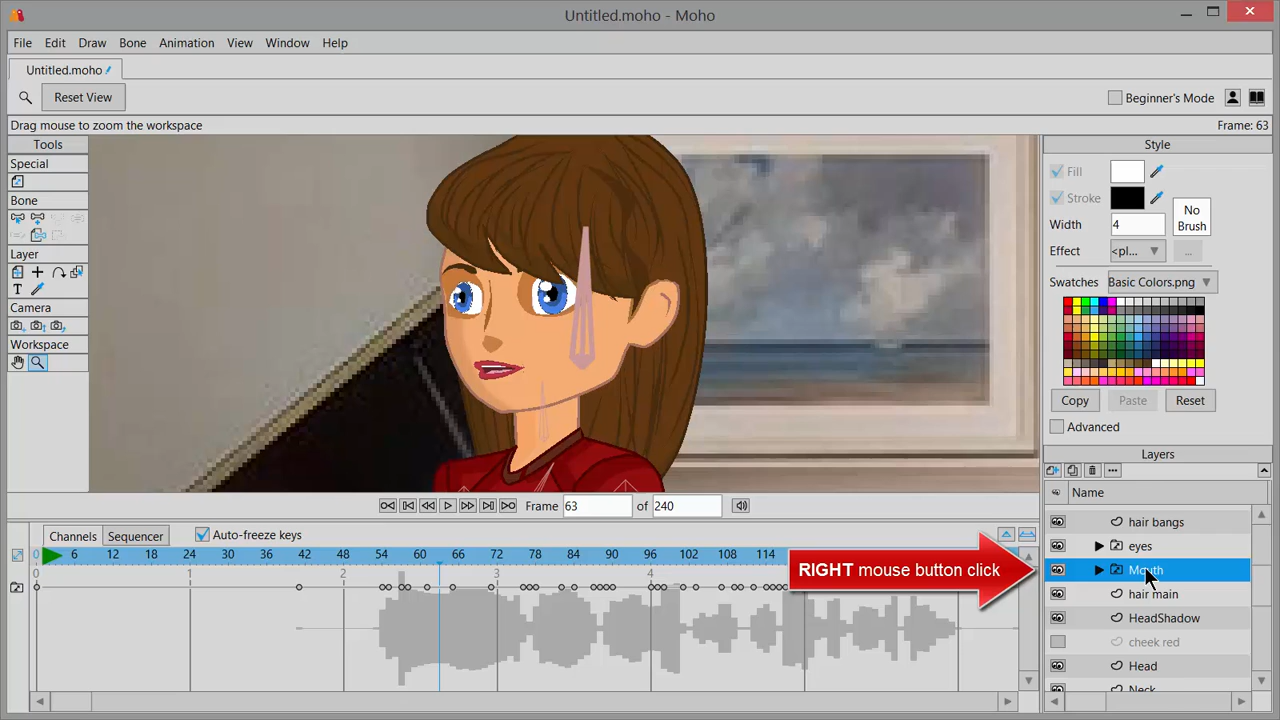 Untitled.moho - Moho
File Edit Draw Bone Animation View Window Help
Untitled.moho
Reset View
Beginner's Mode
Drag mouse to zoom the workspace
Frame: 63
Tools
Special
Bone
Layer
T
Camera
Workspace
Style
Fill
Stroke
Width 4
No
Brush
Effect <pl... ...
Swatches Basic Colors.png
Copy Paste Reset
Advanced
Layers
Name
hair bangs
eyes
Mouth
hair main
HeadShadow
cheek red
Head
Neck
Frame 63 of 240
Channels Sequencer Auto-freeze keys
0 6 12 18 24 30 36 42 48 54 60 66 72 78 84 90 96 102 108 114
0 1 2 3 4
RIGHT mouse button click